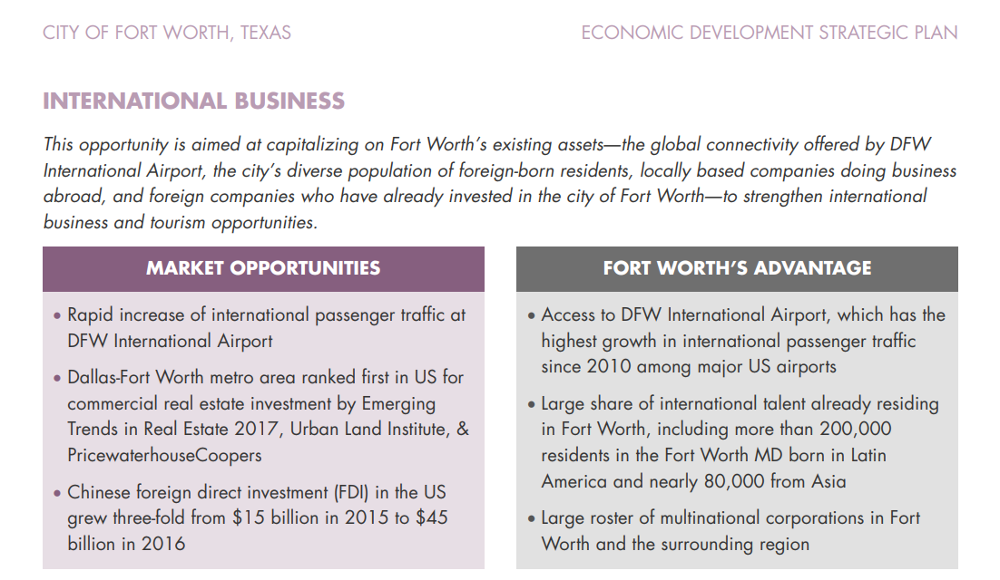 CITY OF FORT WORTH, TEXAS
ECONOMIC DEVELOPMENT STRATEGIC PLAN
INTERNATIONAL BUSINESS
This opportunity is aimed at capitalizing on Fort Worth’s existing assets—the global connectivity offered by DFW
International Airport, the city’s diverse population of foreign-born residents, locally based companies doing business
abroad, and foreign companies who have already invested in the city of Fort Worth—to strengthen international
business and tourism opportunities.
MARKET OPPORTUNITIES
• Rapid increase of international passenger traffic at
DFW International Airport
• Dallas-Fort Worth metro area ranked first in US for
commercial real estate investment by Emerging
Trends in Real Estate 2017, Urban Land Institute, &
PricewaterhouseCoopers
• Chinese foreign direct investment (FDI) in the US
grew three-fold from $15 billion in 2015 to $45
billion in 2016
FORT WORTH’S ADVANTAGE
• Access to DFW International Airport, which has the
highest growth in international passenger traffic
since 2010 among major US airports
• Large share of international talent already residing
in Fort Worth, including more than 200,000
residents in the Fort Worth MD born in Latin
America and nearly 80,000 from Asia
• Large roster of multinational corporations in Fort
Worth and the surrounding region